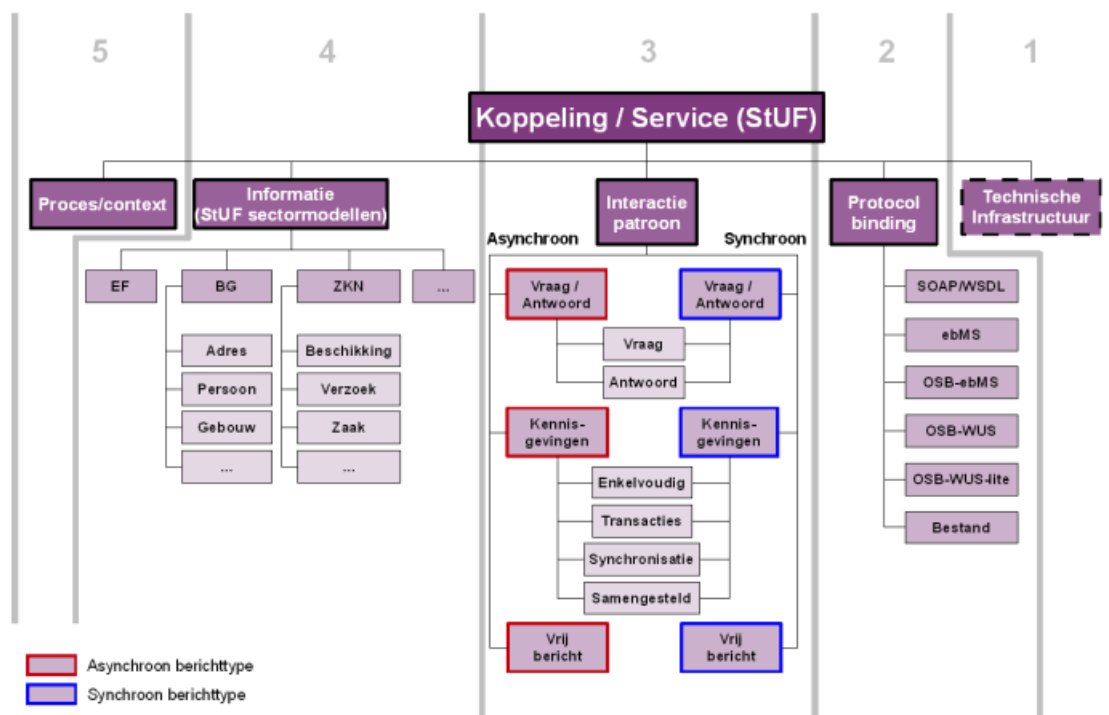 5
4
3
2
1
Koppeling / Service (StUF)
Proces/context
Informatie
(StUF sectormodellen)
Interactie
patroon
Protocol
binding
Technische
Infrastructuur
Asynchroon
Synchroon
EF
BG
ZKN
...
Adres
Persoon
Gebouw
...
Beschikking
Verzoek
Zaak
...
Vraag /
Antwoord
Vraag /
Antwoord
Vraag
Antwoord
Kennis-
gevingen
Kennis-
gevingen
Enkelvoudig
Transacties
Synchronisatie
Samengesteld
Vrij
bericht
Vrij
bericht
SOAP/WSDL
ebMS
OSB-ebMS
OSB-WUS
OSB-WUS-lite
Bestand
Asynchroon berichttype
Synchroon berichttype